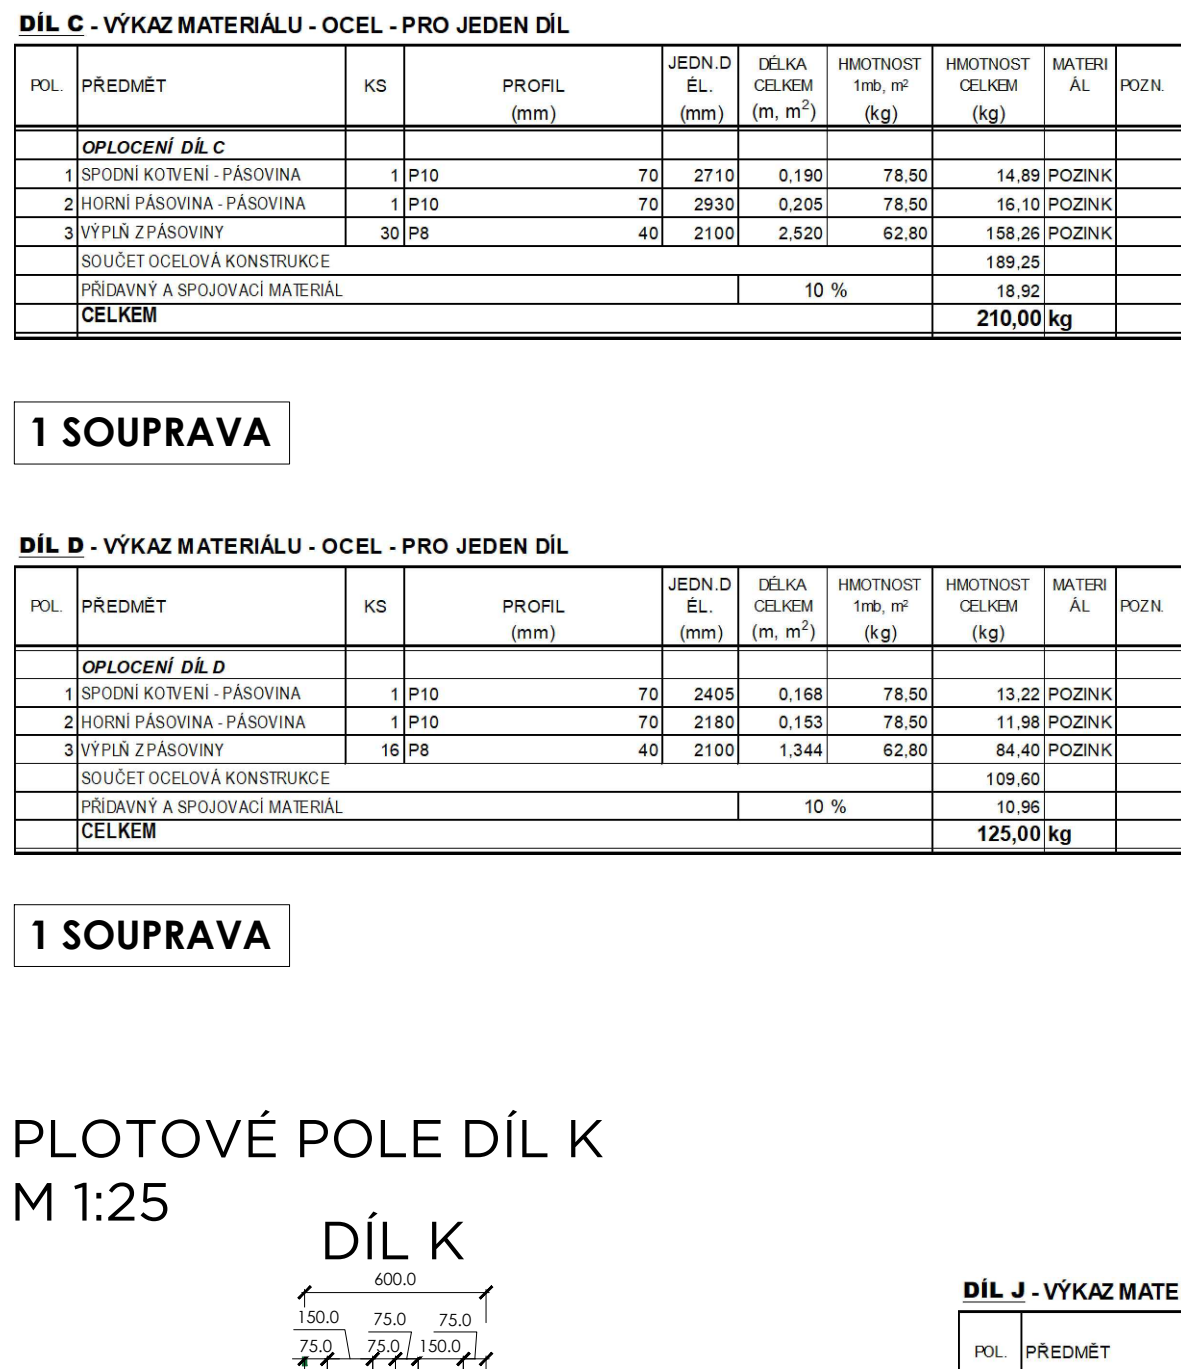 DÍL C - VÝKAZ MATERIÁLU - OCEL - PRO JEDEN DÍL
POL. PŘEDMĚT KS PROFIL (mm) JEDN.DÉL. (mm) DÉLKA CELKEM (m, m²) HMOTNOST 1mb, m² (kg) HMOTNOST CELKEM (kg) MATERIÁL POZN.
OPLOCENÍ DÍL C
1 SPODNÍ KOTVENÍ - PÁSOVINA 1 P10 70 2710 0,190 78,50 14,89 POZINK
2 HORNÍ PÁSOVINA - PÁSOVINA 1 P10 70 2930 0,205 78,50 16,10 POZINK
3 VÝPLŇ Z PÁSOVINY 30 P8 40 2100 2,520 62,80 158,26 POZINK
SOUČET OCELOVÁ KONSTRUKCE 189,25
PŘÍDAVNÝ A SPOJOVACÍ MATERIÁL 10 % 18,92
CELKEM 210,00 kg
1 SOUPRAVA
DÍL D - VÝKAZ MATERIÁLU - OCEL - PRO JEDEN DÍL
POL. PŘEDMĚT KS PROFIL (mm) JEDN.DÉL. (mm) DÉLKA CELKEM (m, m²) HMOTNOST 1mb, m² (kg) HMOTNOST CELKEM (kg) MATERIÁL POZN.
OPLOCENÍ DÍL D
1 SPODNÍ KOTVENÍ - PÁSOVINA 1 P10 70 2405 0,168 78,50 13,22 POZINK
2 HORNÍ PÁSOVINA - PÁSOVINA 1 P10 70 2180 0,153 78,50 11,98 POZINK
3 VÝPLŇ Z PÁSOVINY 16 P8 40 2100 1,344 62,80 84,40 POZINK
SOUČET OCELOVÁ KONSTRUKCE 109,60
PŘÍDAVNÝ A SPOJOVACÍ MATERIÁL 10 % 10,96
CELKEM 125,00 kg
1 SOUPRAVA
PLOTOVÉ POLE DÍL K
M 1:25
DÍL K
600.0
150.0 75.0 75.0
75.0 75.0 150.0
DÍL J - VÝKAZ MATE
POL. PŘEDMĚT